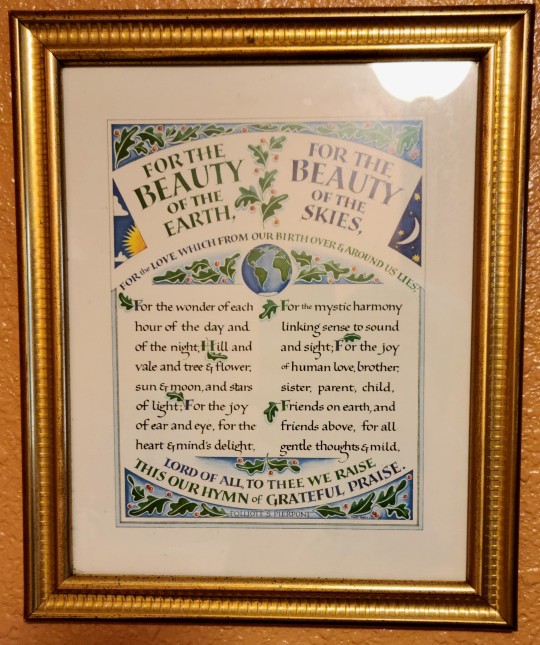 FOR THE
BEAUTY
OF THE
EARTH,
FOR THE
BEAUTY
OF THE
SKIES,
FOR the LOVE WHICH FROM OUR BIRTH OVER & AROUND US LIES;
For the wonder of each
hour of the day and
of the night, Hill and
vale and tree & flower,
sun & moon, and stars
of light; For the joy
of ear and eye, for the
heart & mind's delight,
For the mystic harmony
linking sense to sound
and sight; For the joy
of human love, brother,
sister, parent, child,
Friends on earth, and
friends above, for all
gentle thoughts & mild,
LORD OF ALL, TO THEE WE RAISE
THIS OUR HYMN of GRATEFUL PRAISE.
FOLLIOTT S. PIERPONT